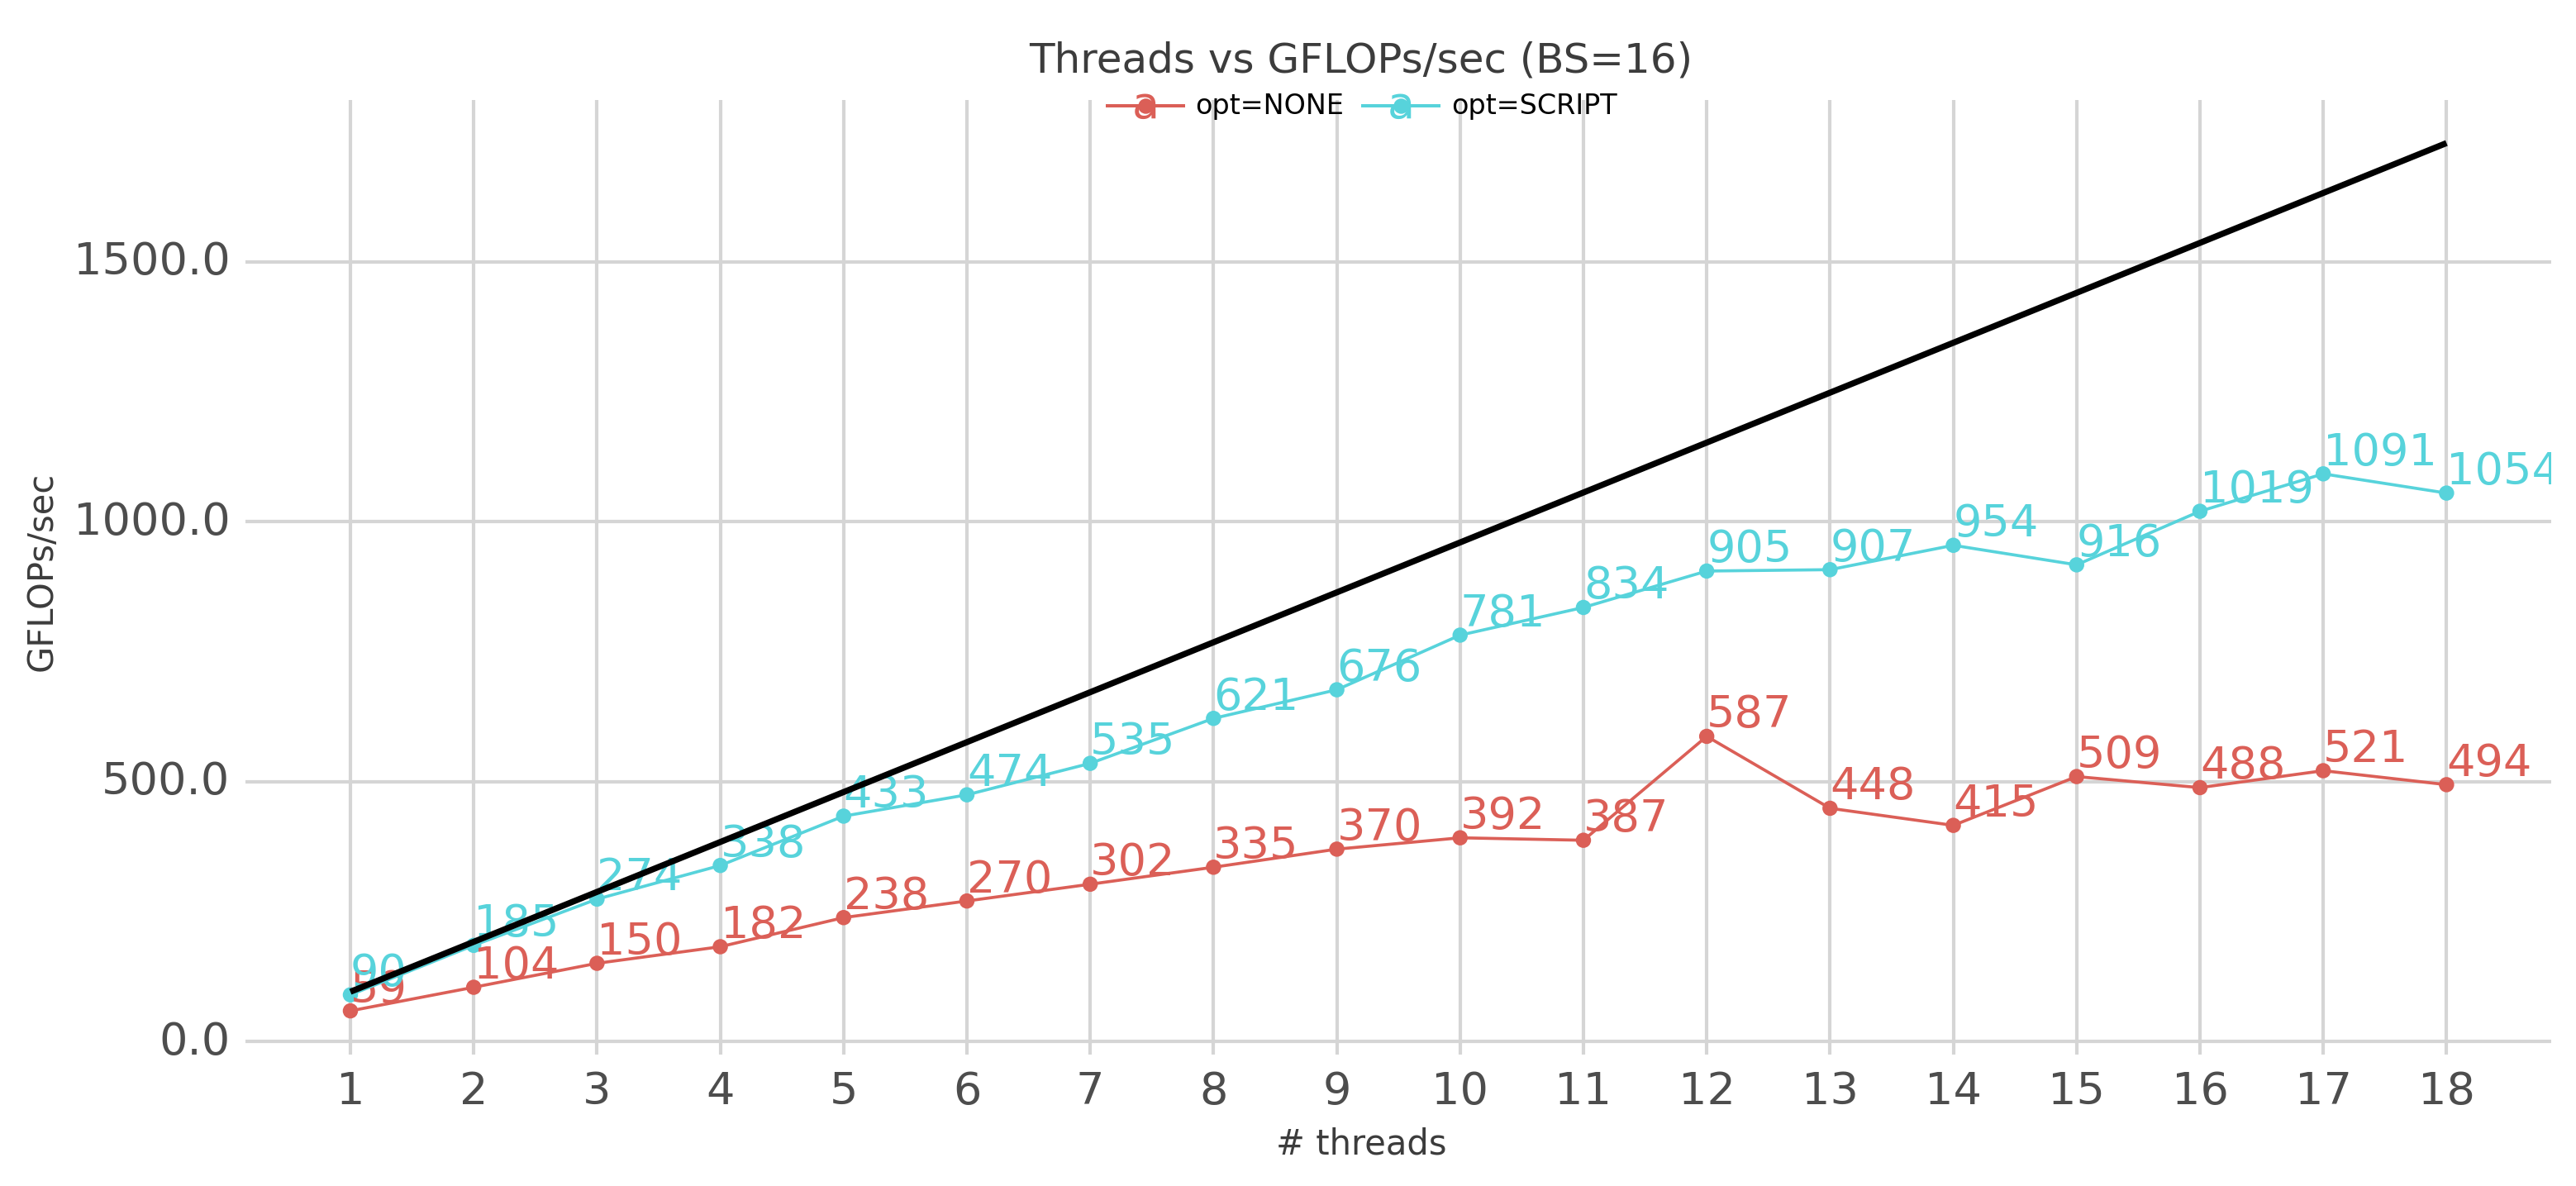 Threads vs GFLOPs/sec (BS=16)
a opt=NONE a opt=SCRIPT
GFLOPs/sec
1500.0
1000.0
500.0
0.0
90 185 274 338 433 474 535 621 676 781 834 905 907 954 916 1019 1091 1054
59 104 150 182 238 270 302 335 370 392 387 587 448 415 509 488 521 494
1 2 3 4 5 6 7 8 9 10 11 12 13 14 15 16 17 18
# threads